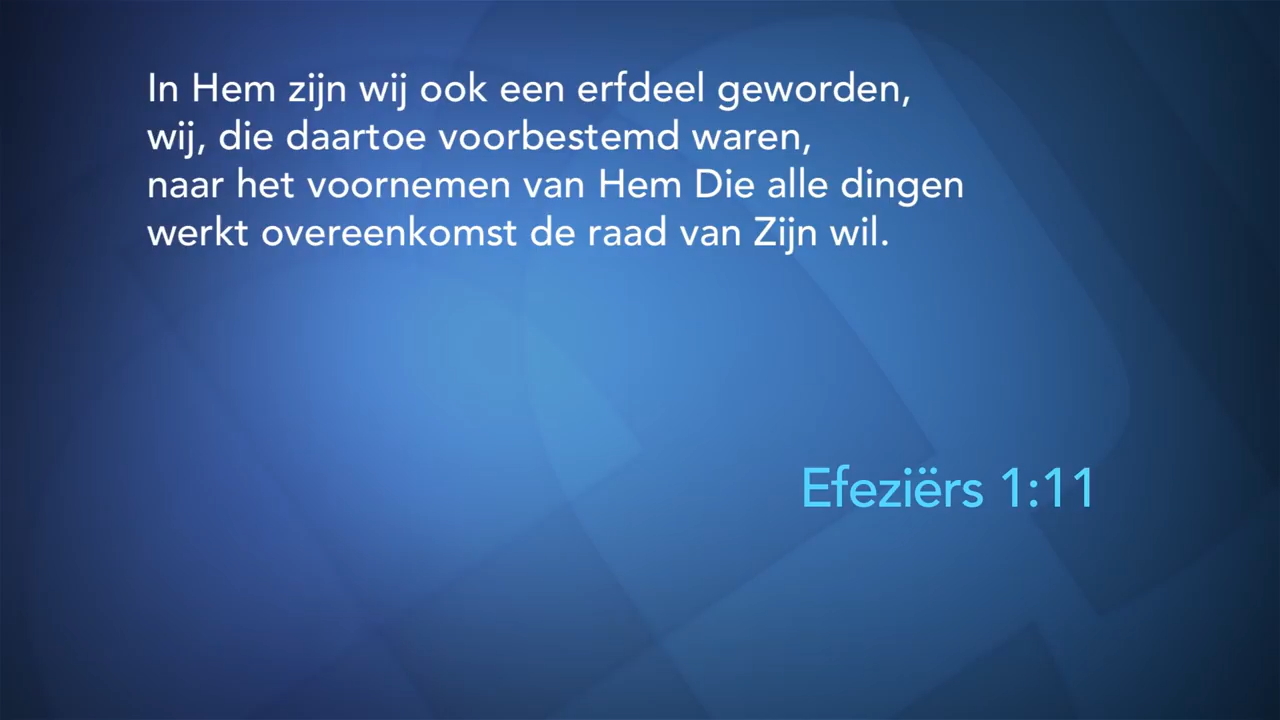 In Hem zijn wij ook een erfdeel geworden,
wij, die daartoe voorbestemd waren,
naar het voornemen van Hem Die alle dingen
werkt overeenkomst de raad van Zijn wil.
Efeziërs 1:11